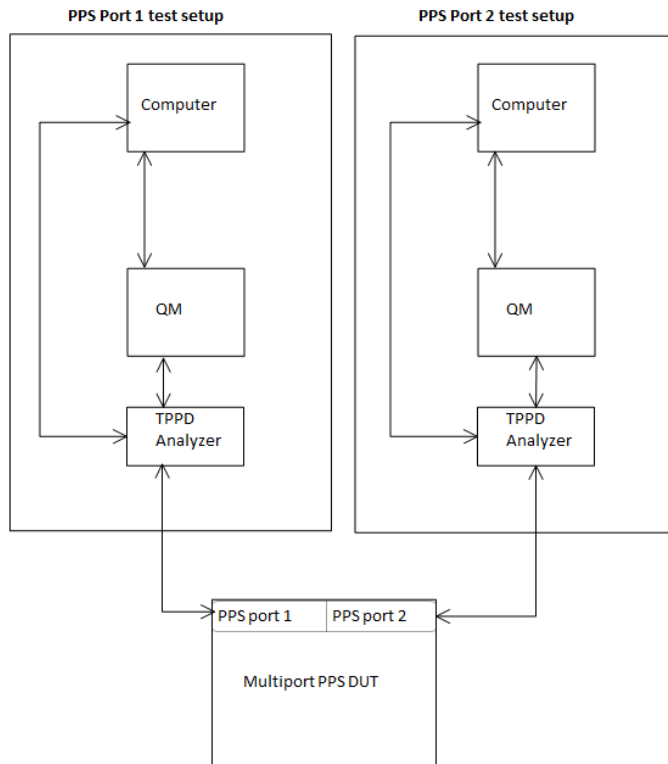 PPS Port 1 test setup
PPS Port 2 test setup
Computer
Computer
QM
QM
TPPD
Analyzer
TPPD
Analyzer
PPS port 1
PPS port 2
Multiport PPS DUT